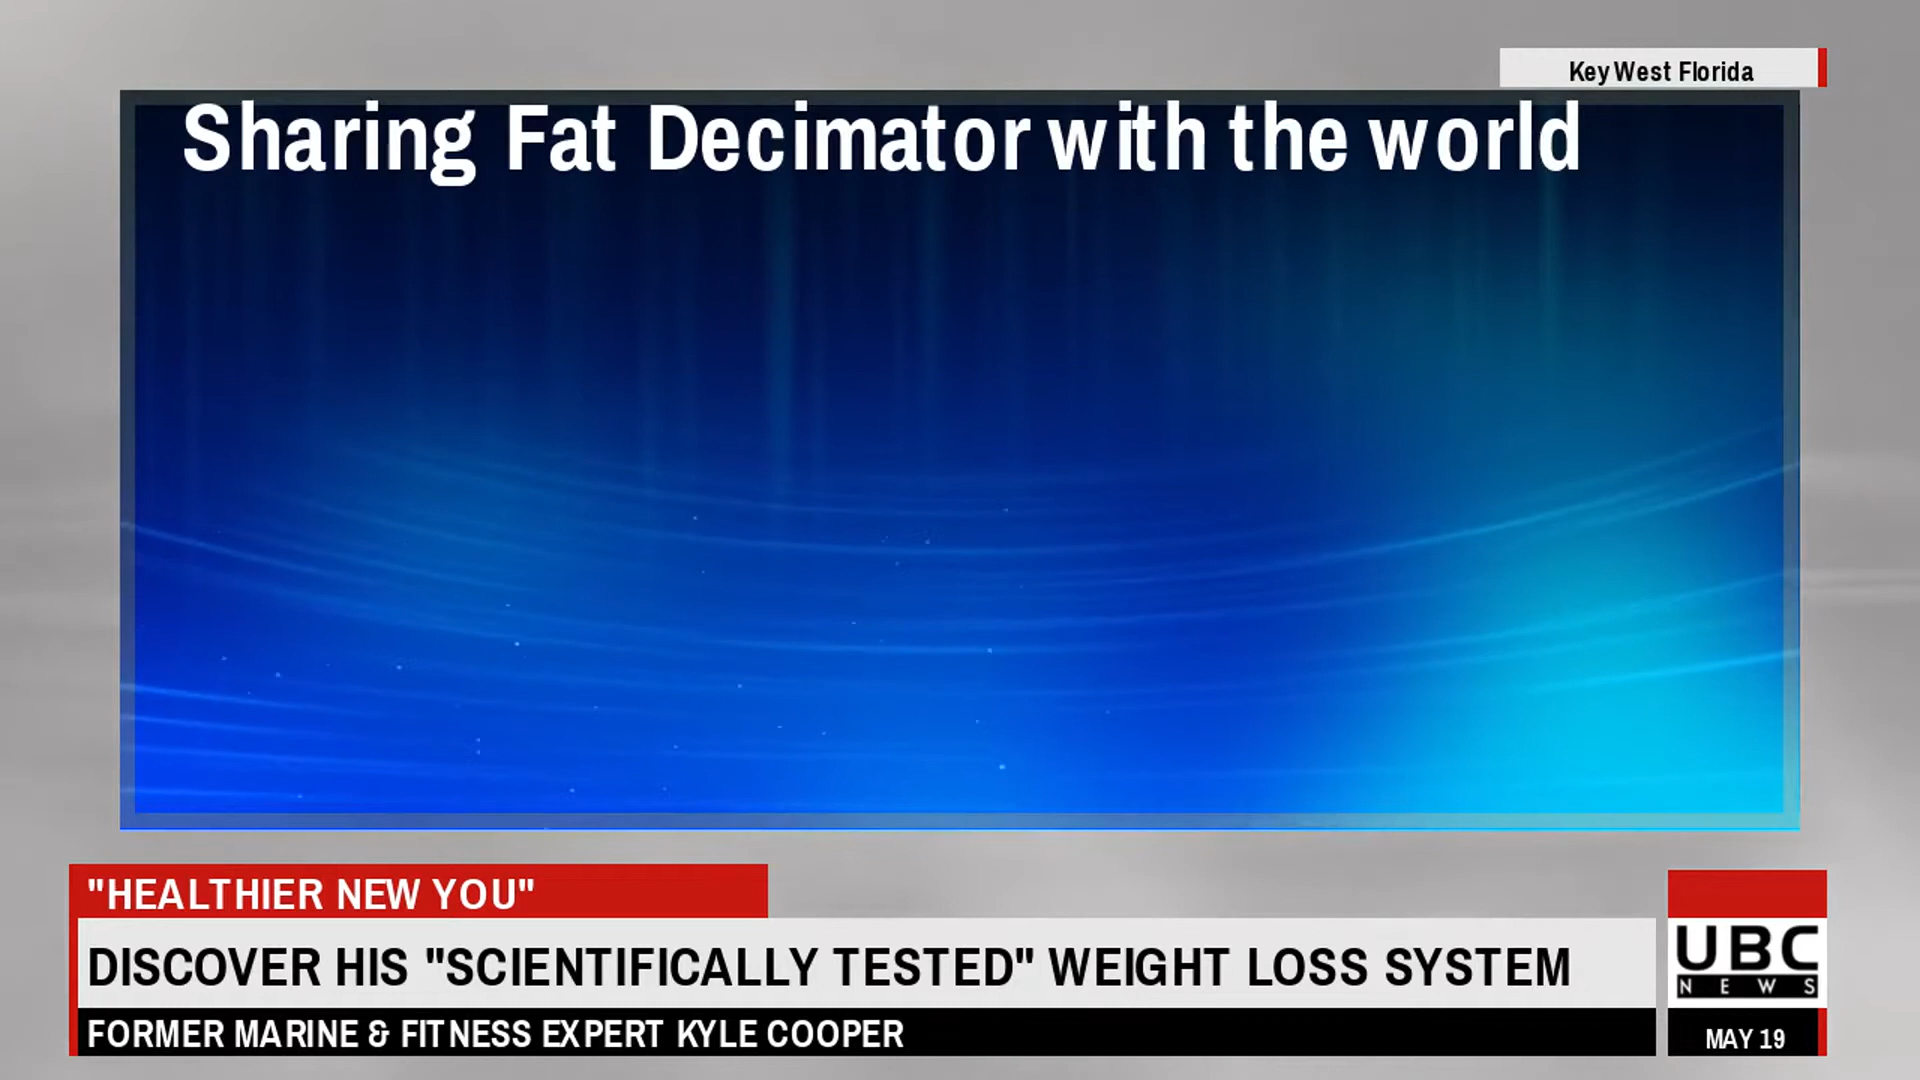 Key West Florida
Sharing Fat Decimator with the world
"HEALTHIER NEW YOU"
DISCOVER HIS "SCIENTIFICALLY TESTED" WEIGHT LOSS SYSTEM
FORMER MARINE & FITNESS EXPERT KYLE COOPER
UBC
NEWS
MAY 19